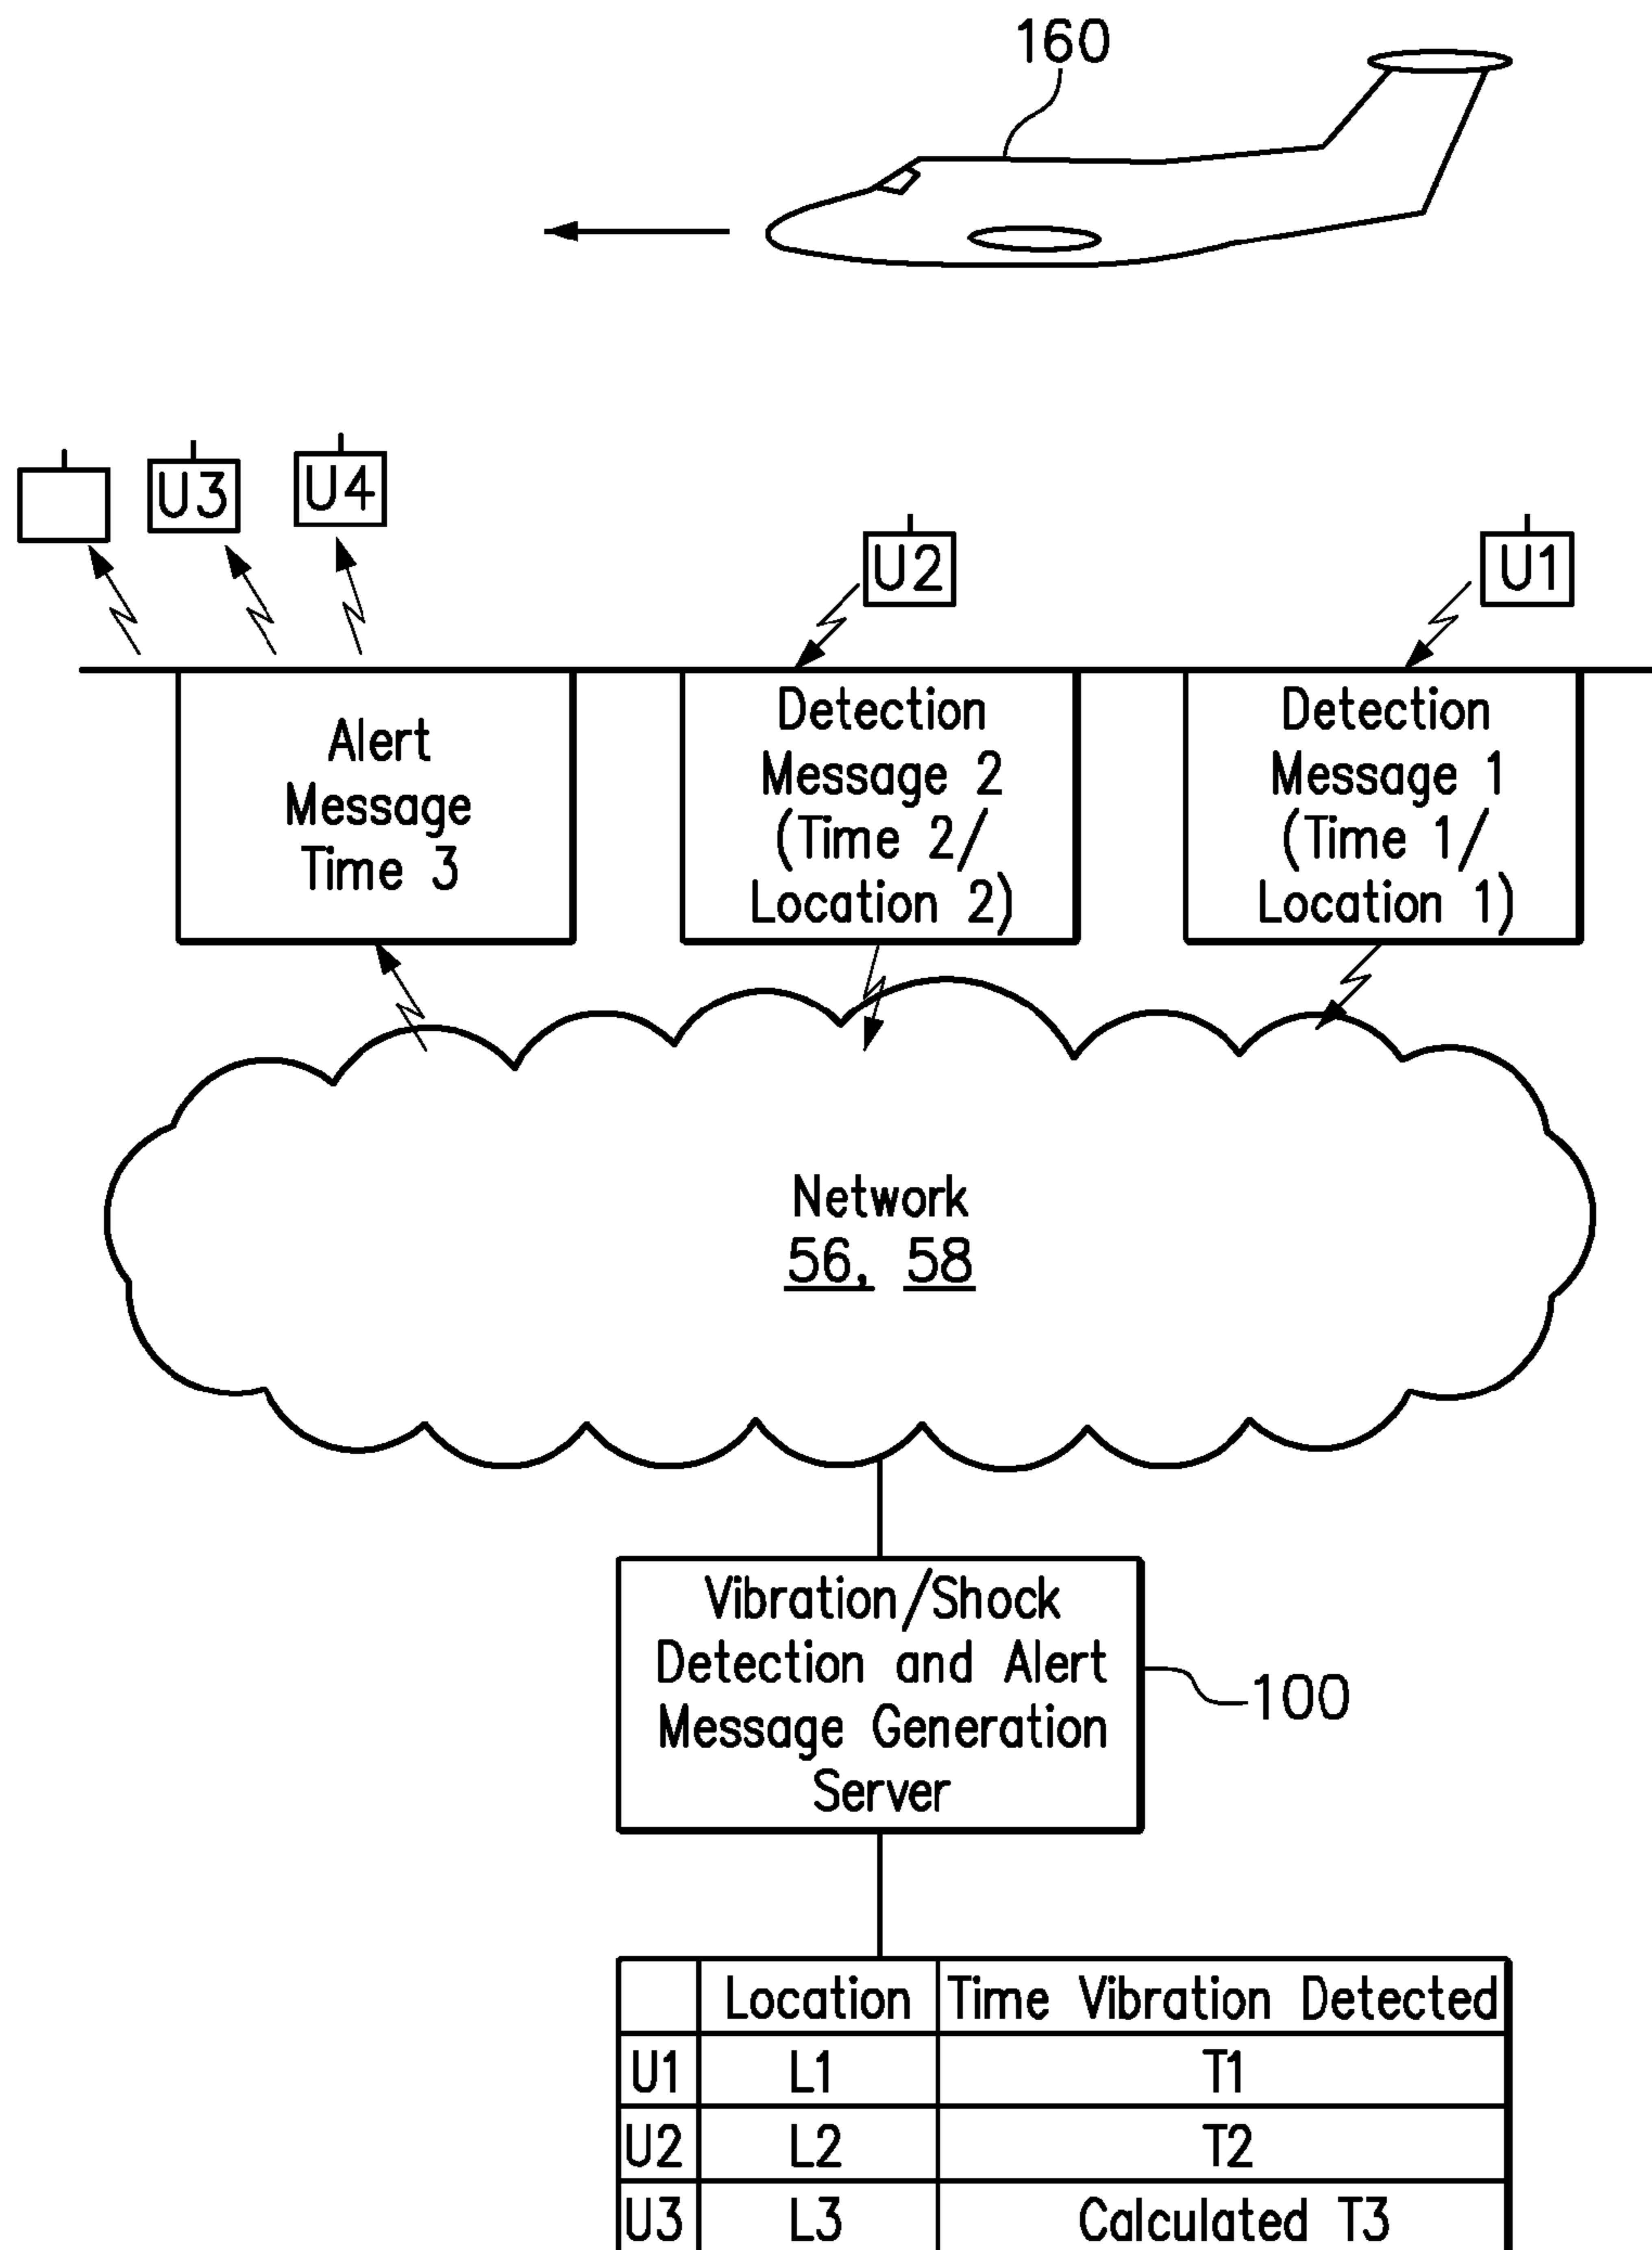 160
U3
U4
U2
U1
Alert
Message
Time 3
Detection
Message 2
(Time 2/
Location 2)
Detection
Message 1
(Time 1/
Location 1)
Network
56, 58
Vibration/Shock
Detection and Alert
Message Generation
Server
100
Location Time Vibration Detected
U1 L1 T1
U2 L2 T2
U3 L3 Calculated T3